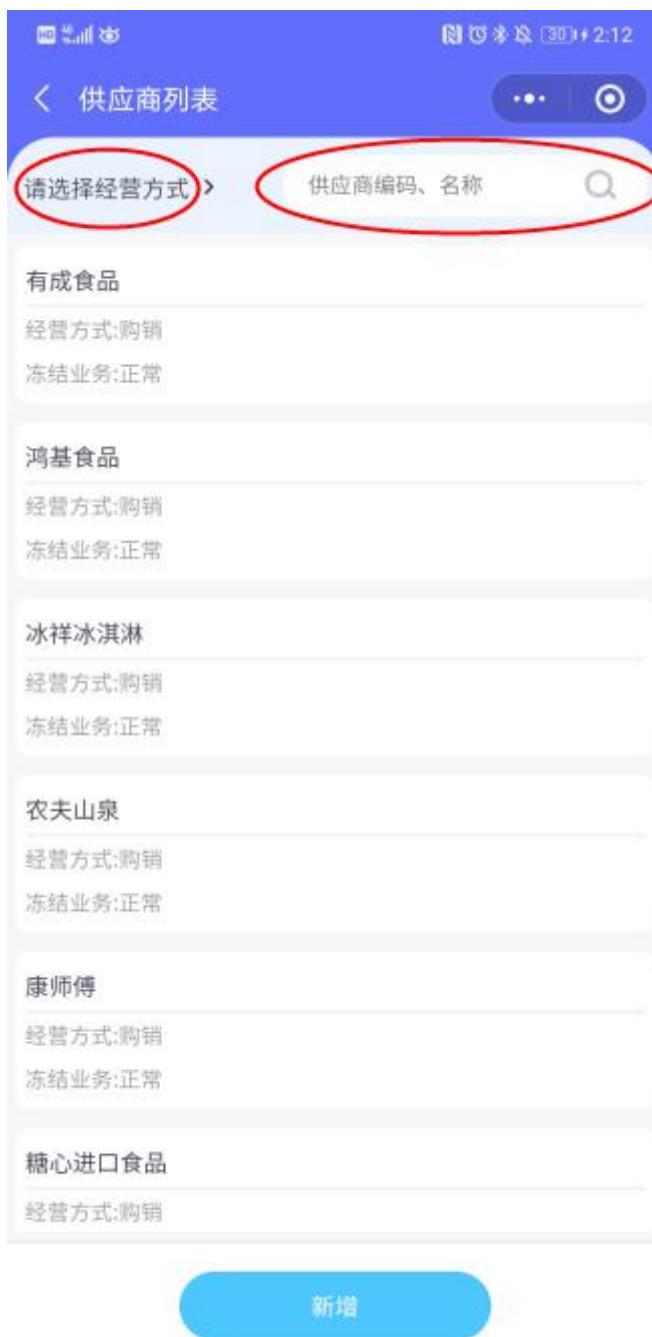 HD 4G 30 2:12
供应商列表
请选择经营方式 > 供应商编码、名称
有成食品
经营方式:购销
冻结业务:正常
鸿基食品
经营方式:购销
冻结业务:正常
冰祥冰淇淋
经营方式:购销
冻结业务:正常
农夫山泉
经营方式:购销
冻结业务:正常
康师傅
经营方式:购销
冻结业务:正常
糖心进口食品
经营方式:购销
新增